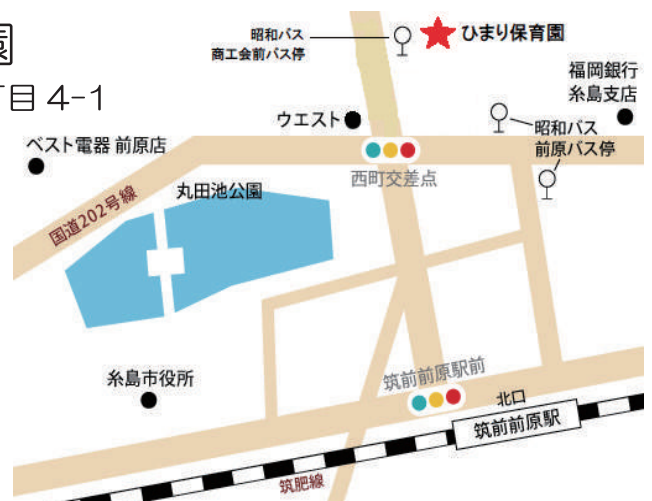 園
目 4-1
昭和バス
商工会前バス停
ひまり保育園
福岡銀行
糸島支店
ウエスト
昭和バス
前原バス停
ベスト電器 前原店
西町交差点
国道202号線
丸田池公園
糸島市役所
筑前前原駅前
北口
筑前前原駅
筑肥線